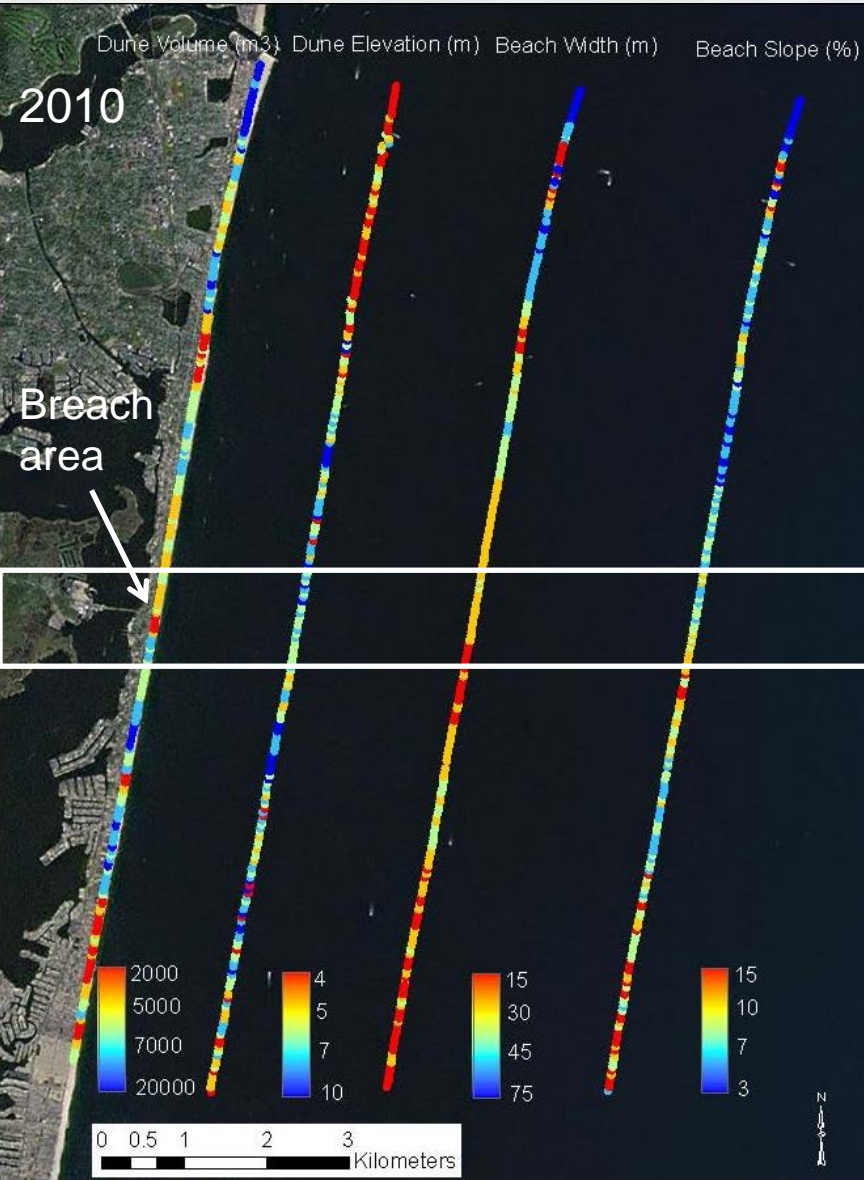 Dune Volume (m3) Dune Elevation (m) Beach Width (m) Beach Slope (%)
2010
Breach
area
2000
5000
7000
20000
4
5
7
10
15
30
45
75
15
10
7
3
N
0 0.5 1 2 3
Kilometers